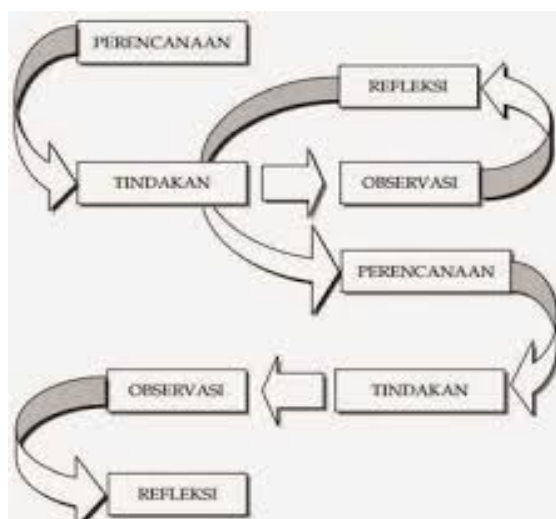 PERENCANAAN
REFLEKSI
TINDAKAN
OBSERVASI
PERENCANAAN
OBSERVASI
TINDAKAN
REFLEKSI